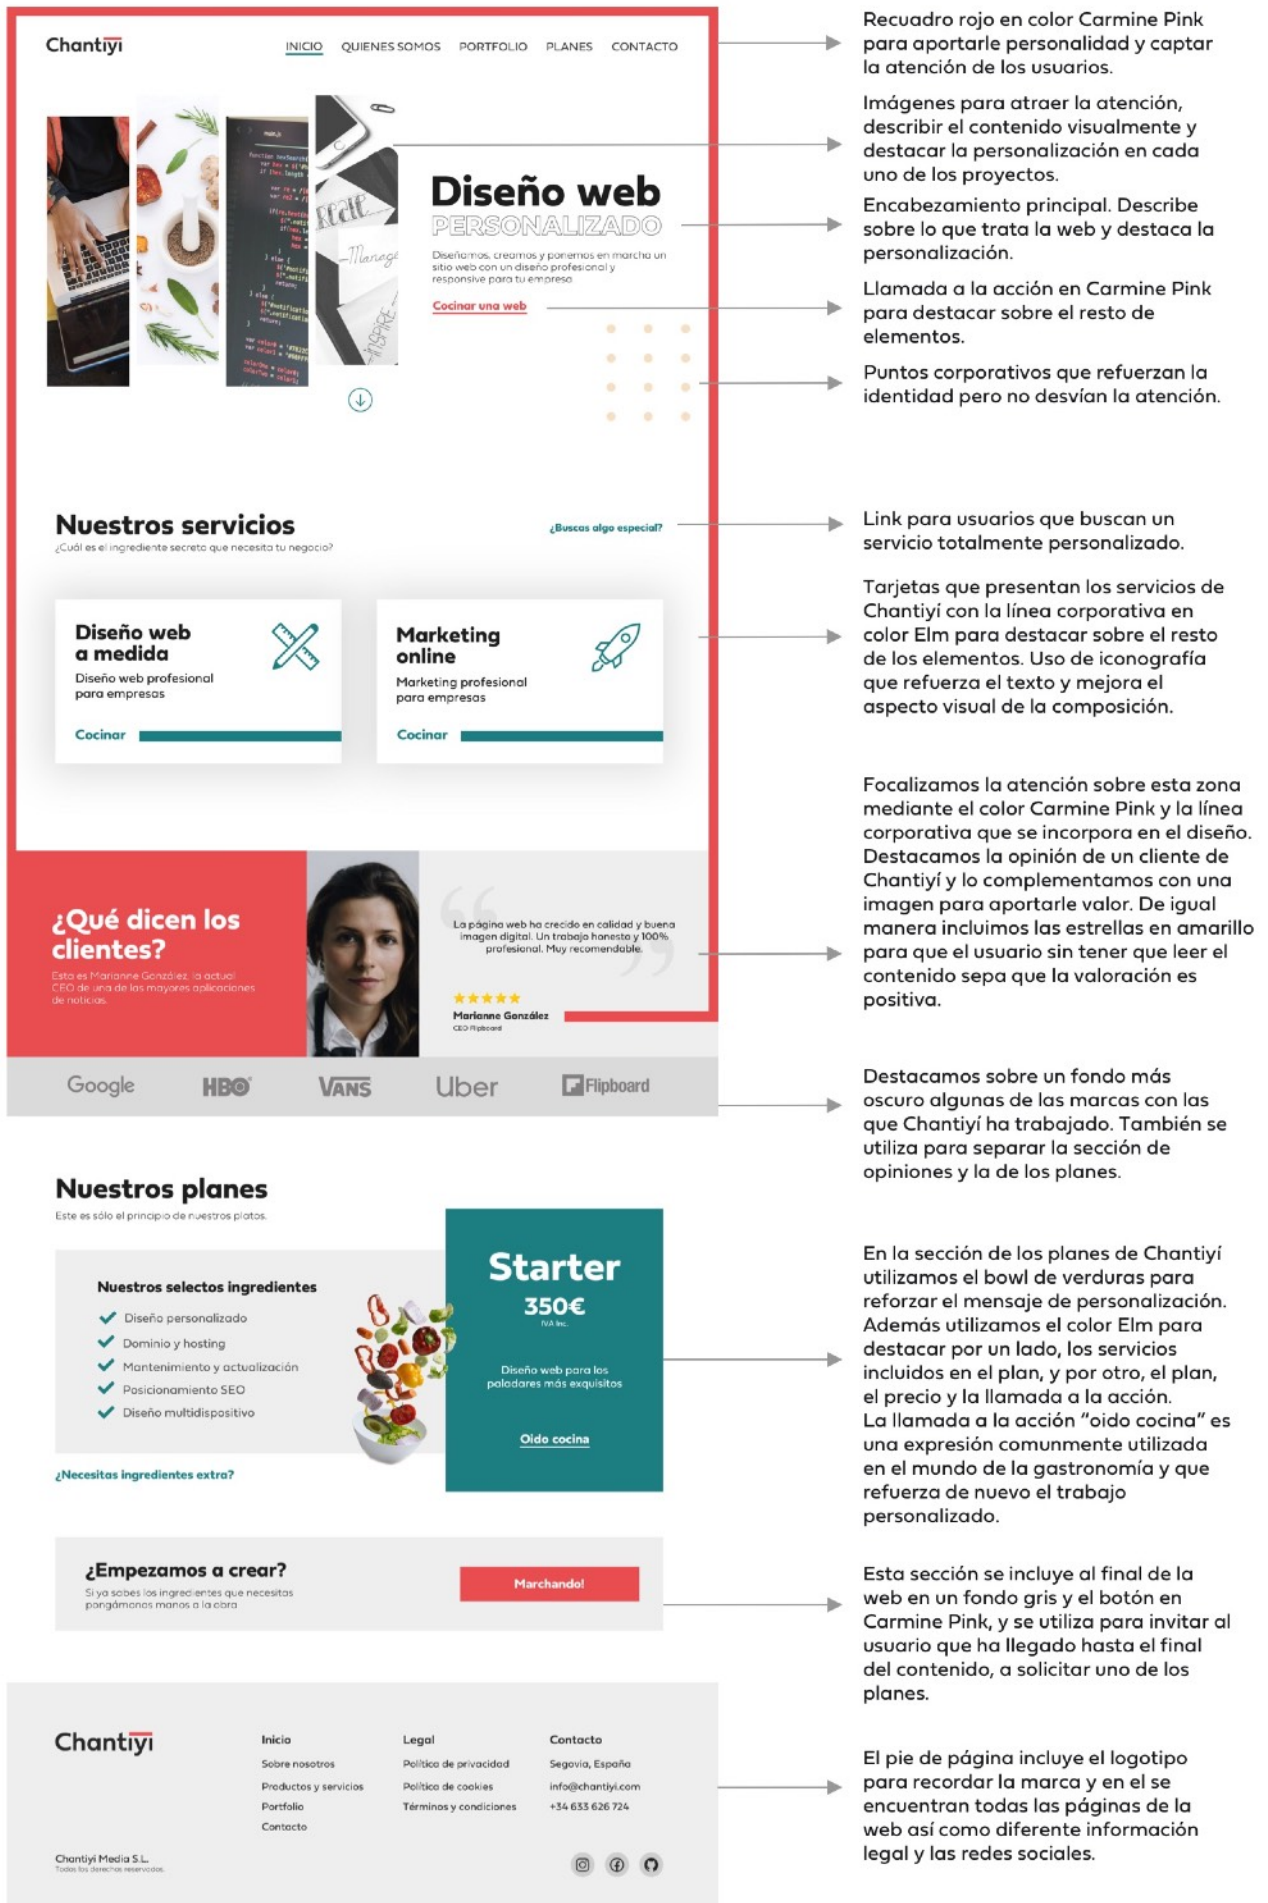 Chantiyi
INICIO QUIENES SOMOS PORTFOLIO PLANES CONTACTO
Diseño web
PERSONALIZADO
Diseñamos, creamos y ponemos en marcha un
sitio web con un diseño profesional y
responsive para tu empresa
Cocinar una web
CREATE
Manage
INSPIRE
Recuadro rojo en color Carmine Pink
para aportarle personalidad y captar
la atención de los usuarios.
Imágenes para atraer la atención,
describir el contenido visualmente y
destacar la personalización en cada
uno de los proyectos.
Encabezamiento principal. Describe
sobre lo que trata la web y destaca la
personalización.
Llamada a la acción en Carmine Pink
para destacar sobre el resto de
elementos.
Puntos corporativos que refuerzan la
identidad pero no desvían la atención.
Nuestros servicios
¿Cuál es el ingrediente secreto que necesita tu negocio?
¿Buscas algo especial?
Link para usuarios que buscan un
servicio totalmente personalizado.
Diseño web
a medida
Diseño web profesional
para empresas
Cocinar
Marketing
online
Marketing profesional
para empresas
Cocinar
Tarjetas que presentan los servicios de
Chantiyí con la línea corporativa en
color Elm para destacar sobre el resto
de los elementos. Uso de iconografía
que refuerza el texto y mejora el
aspecto visual de la composición.
¿Qué dicen los
clientes?
Esta es Marianne González, la actual
CEO de una de las mayores aplicaciones
de noticias.
La página web ha crecido en calidad y buena
imagen digital. Un trabajo honesto y 100%
profesional. Muy recomendable.
Marianne González
CEO Flipboard
Focalizamos la atención sobre esta zona
mediante el color Carmine Pink y la línea
corporativa que se incorpora en el diseño.
Destacamos la opinión de un cliente de
Chantiyí y lo complementamos con una
imagen para aportarle valor. De igual
manera incluimos las estrellas en amarillo
para que el usuario sin tener que leer el
contenido sepa que la valoración es
positiva.
Google HBO VANS Uber Flipboard
Destacamos sobre un fondo más
oscuro algunas de las marcas con las
que Chantiyí ha trabajado. También se
utiliza para separar la sección de
opiniones y la de los planes.
Nuestros planes
Este es sólo el principio de nuestros platos.
Nuestros selectos ingredientes
Diseño personalizado
Dominio y hosting
Mantenimiento y actualización
Posicionamiento SEO
Diseño multidispositivo
¿Necesitas ingredientes extra?
Starter
350€
IVA Inc.
Diseño web para los
paladares más exquisitos
Oido cocina
En la sección de los planes de Chantiyí
utilizamos el bowl de verduras para
reforzar el mensaje de personalización.
Además utilizamos el color Elm para
destacar por un lado, los servicios
incluidos en el plan, y por otro, el plan,
el precio y la llamada a la acción.
La llamada a la acción “oido cocina” es
una expresión comunmente utilizada
en el mundo de la gastronomía y que
refuerza de nuevo el trabajo
personalizado.
¿Empezamos a crear?
Si ya sabes los ingredientes que necesitas
pongámonos manos a la obra
Marchando!
Esta sección se incluye al final de la
web en un fondo gris y el botón en
Carmine Pink, y se utiliza para invitar al
usuario que ha llegado hasta el final
del contenido, a solicitar uno de los
planes.
Chantiyi
Inicio
Sobre nosotros
Productos y servicios
Portfolio
Contacto
Legal
Política de privacidad
Política de cookies
Términos y condiciones
Contacto
Segovia, España
info@chantiyi.com
+34 633 626 724
Chantiyi Media S.L.
Todos los derechos reservados.
El pie de página incluye el logotipo
para recordar la marca y en el se
encuentran todas las páginas de la
web así como diferente información
legal y las redes sociales.